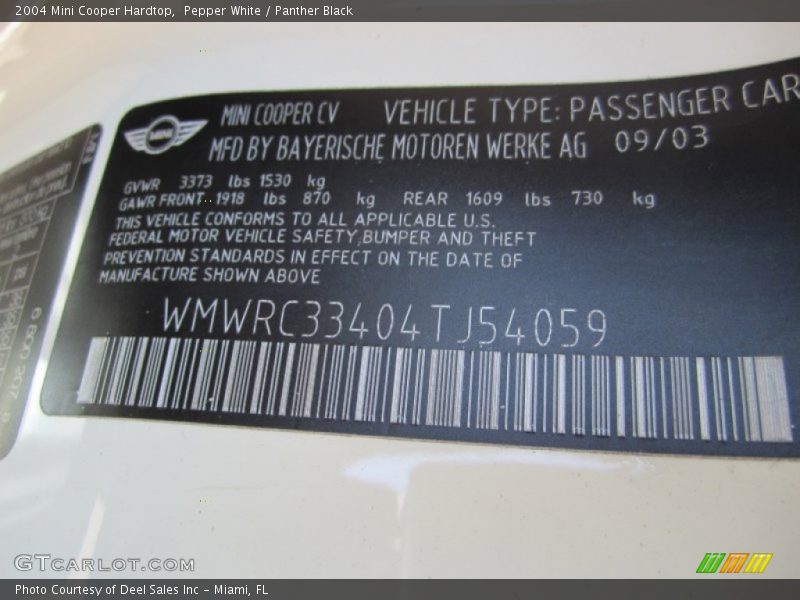 2004 Mini Cooper Hardtop,  Pepper White / Panther Black
MINI
MINI COOPER CV VEHICLE TYPE: PASSENGER CAR
MFD BY BAYERISCHE MOTOREN WERKE AG 09/03
GVWR 3373 lbs 1530 kg
GAWR FRONT 1918 lbs 870 kg REAR 1609 lbs 730 kg
THIS VEHICLE CONFORMS TO ALL APPLICABLE U.S.
FEDERAL MOTOR VEHICLE SAFETY,BUMPER AND THEFT
PREVENTION STANDARDS IN EFFECT ON THE DATE OF
MANUFACTURE SHOWN ABOVE
WMWRC33404TJ54059
GTCARLOT.COM
Photo Courtesy of Deel Sales Inc - Miami, FL